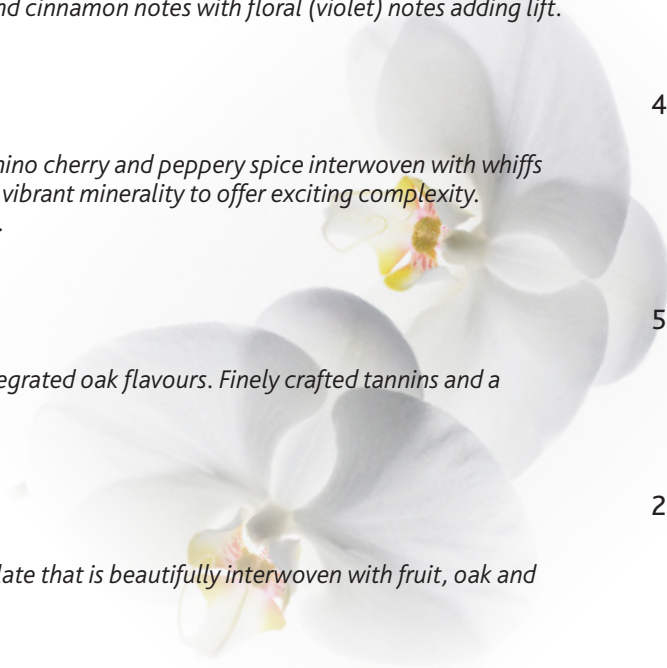 nd cinnamon notes with floral (violet) notes adding lift.
4
hino cherry and peppery spice interwoven with whiffs
vibrant minerality to offer exciting complexity.
.
5
egrated oak flavours. Finely crafted tannins and a
2
late that is beautifully interwoven with fruit, oak and